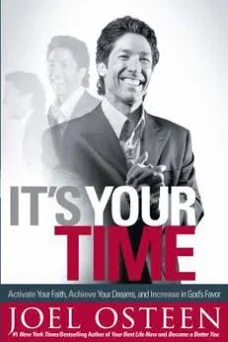 IT'S YOUR
TIME
Activate Your Faith, Achieve Your Dreams, and Increase in God's Favor
JOEL OSTEEN
#1 New York Times Bestselling Author of Your Best Life Now and Become a Better You